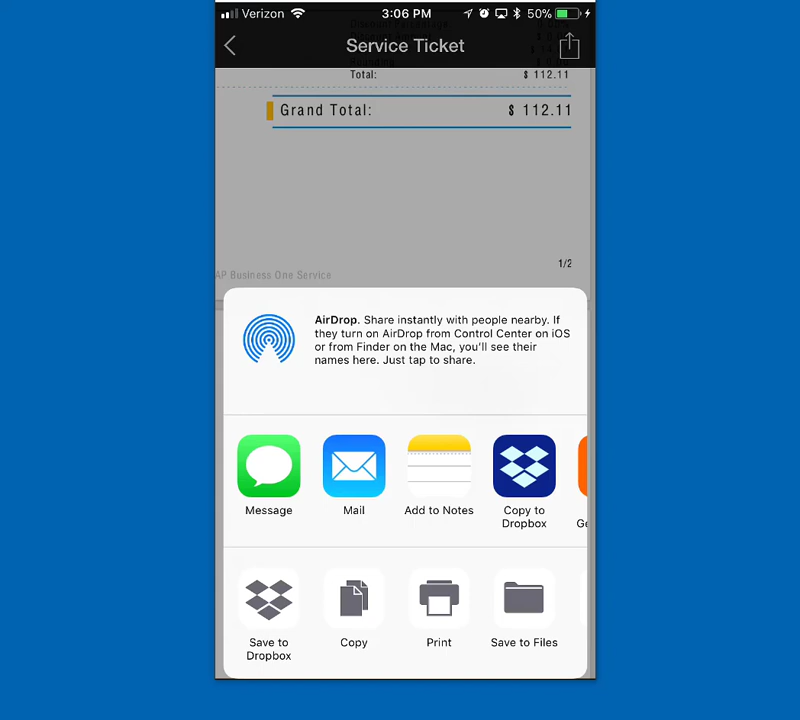 Verizon 3:06 PM 50%
Service Ticket
Total: $ 112.11
Grand Total: $ 112.11
1/2
AP Business One Service
AirDrop. Share instantly with people nearby. If
they turn on AirDrop from Control Center on iOS
or from Finder on the Mac, you'll see their
names here. Just tap to share.
Message
Mail
Add to Notes
Copy to
Dropbox
Ge
Save to
Dropbox
Copy
Print
Save to Files